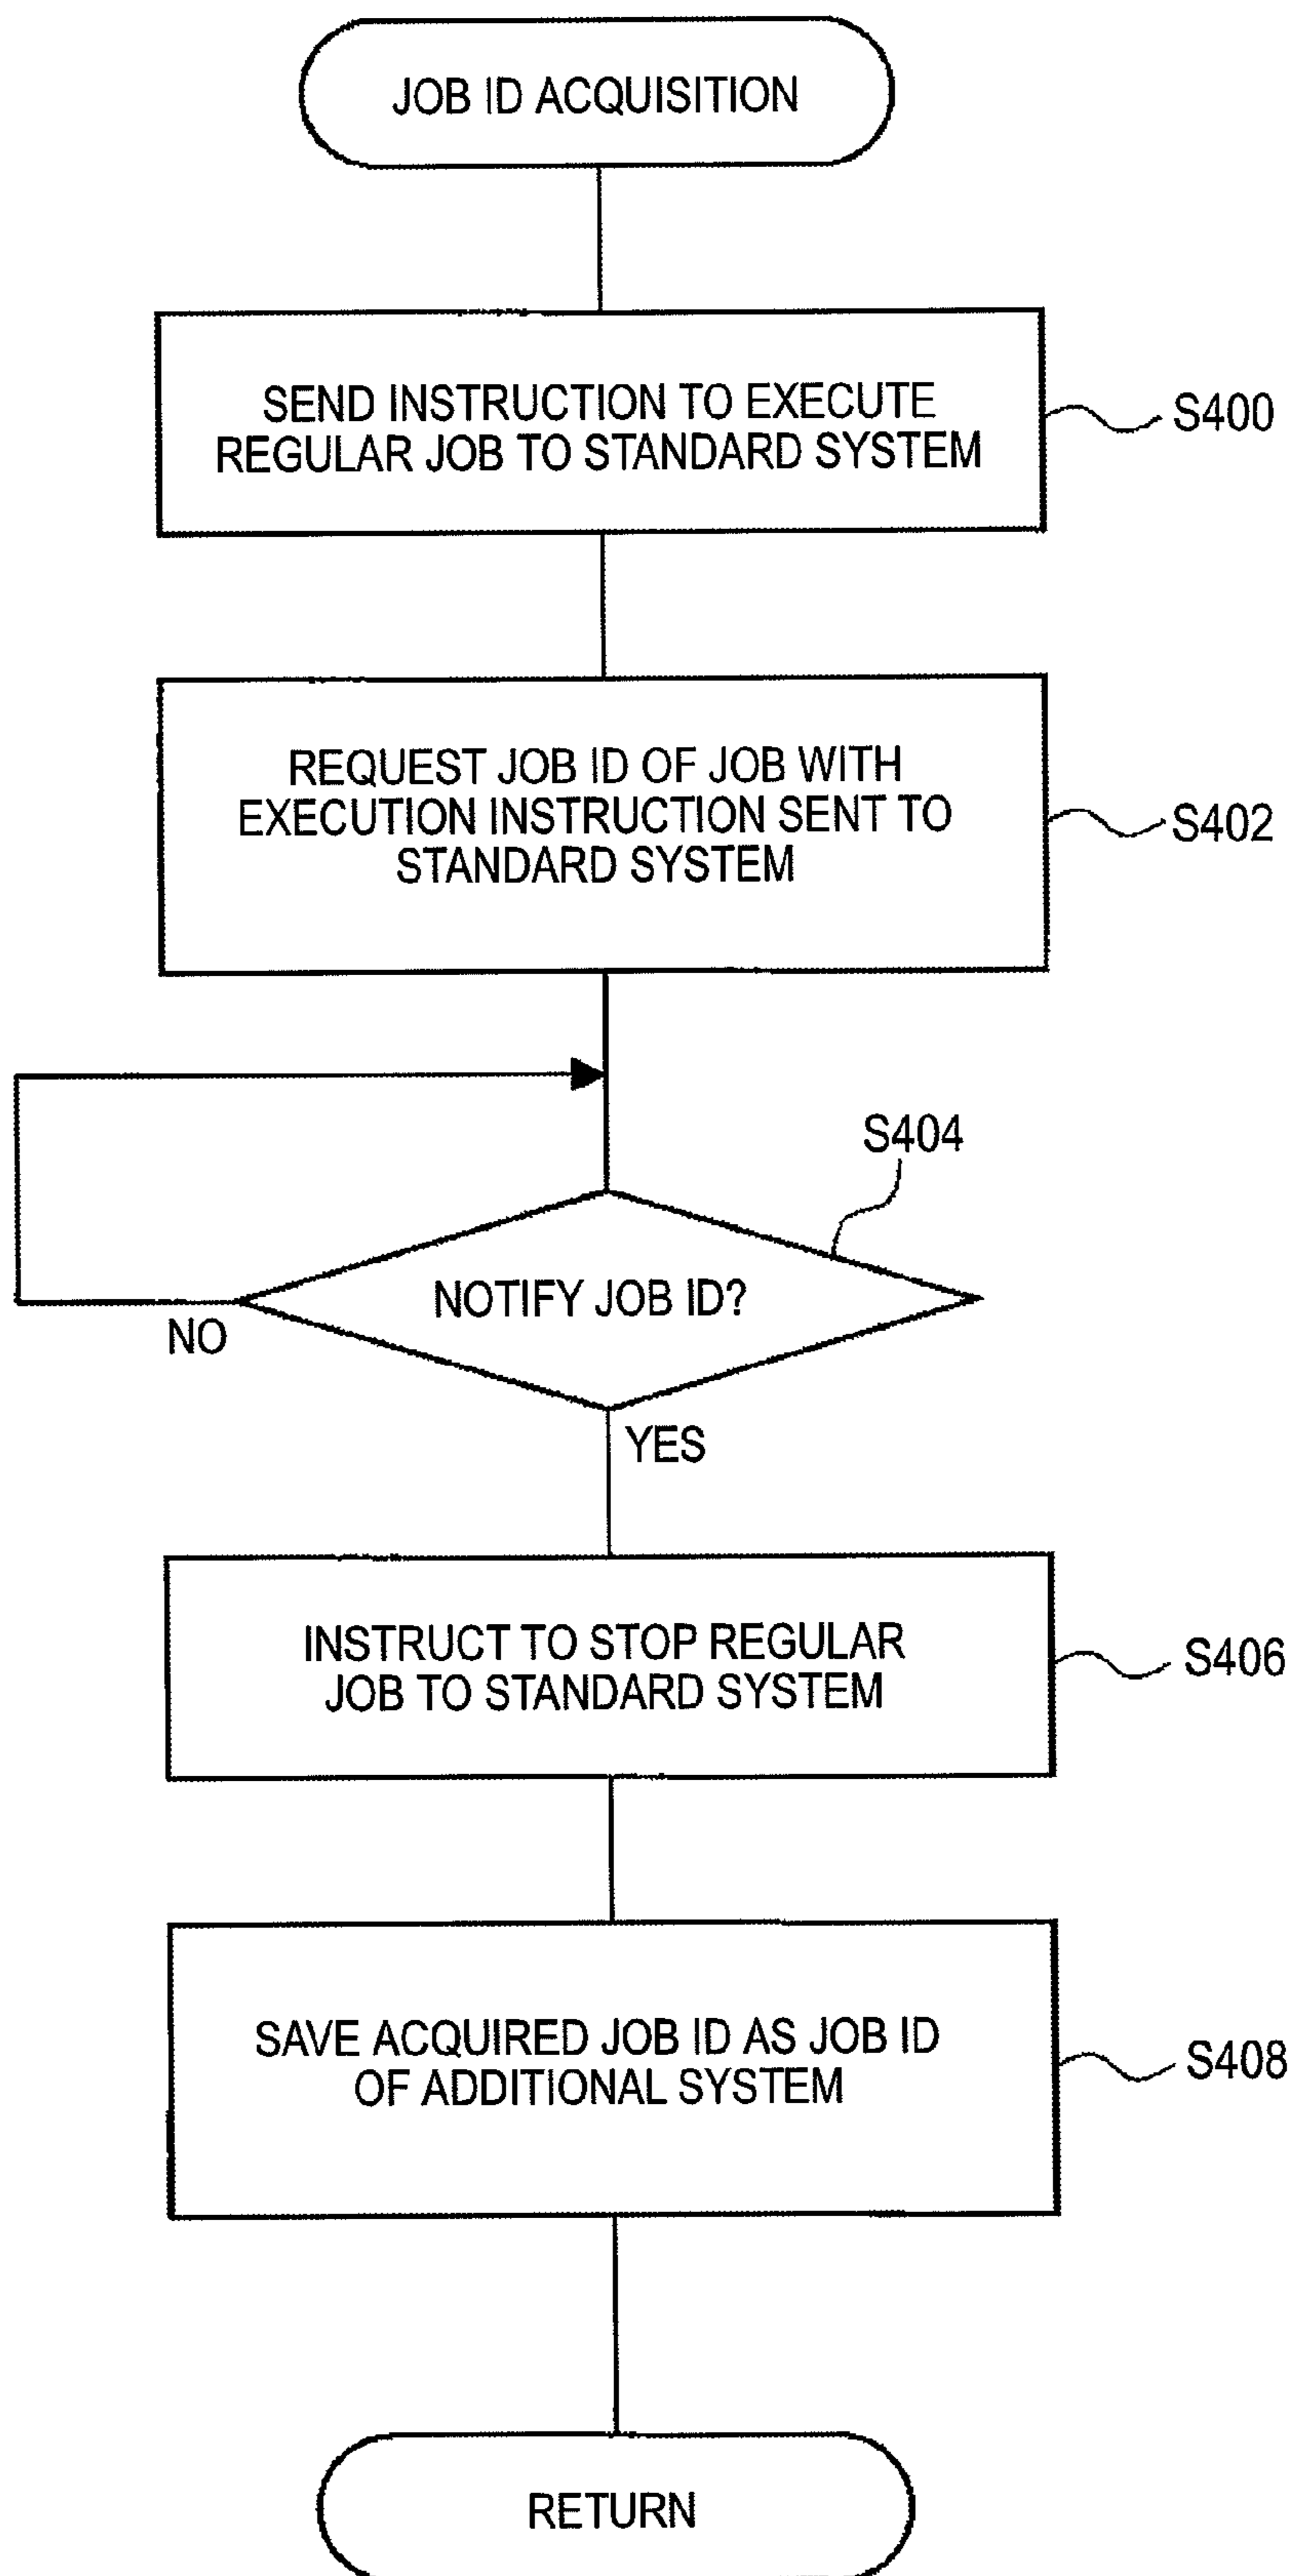 JOB ID ACQUISITION
SEND INSTRUCTION TO EXECUTE
REGULAR JOB TO STANDARD SYSTEM
S400
REQUEST JOB ID OF JOB WITH
EXECUTION INSTRUCTION SENT TO
STANDARD SYSTEM
S402
S404
NOTIFY JOB ID?
NO
YES
INSTRUCT TO STOP REGULAR
JOB TO STANDARD SYSTEM
S406
SAVE ACQUIRED JOB ID AS JOB ID
OF ADDITIONAL SYSTEM
S408
RETURN